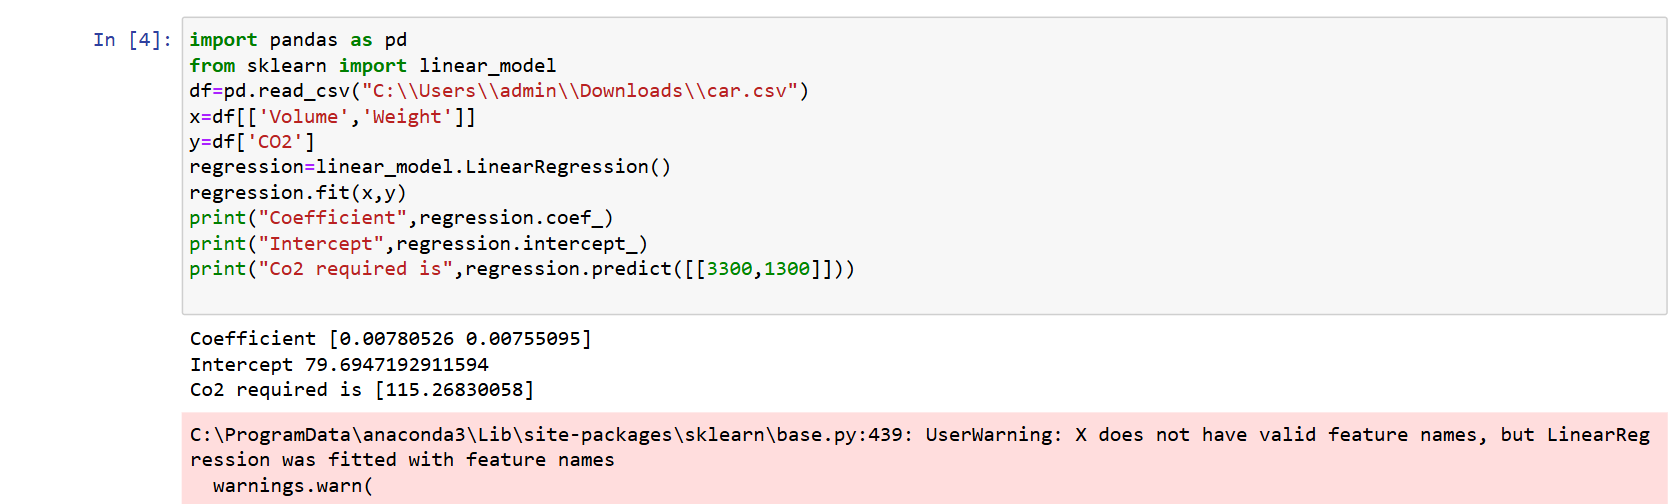 In [4]:
import pandas as pd
from sklearn import linear_model
df=pd.read_csv("C:\\Users\\admin\\Downloads\\car.csv")
x=df[['Volume','Weight']]
y=df['CO2']
regression=linear_model.LinearRegression()
regression.fit(x,y)
print("Coefficient",regression.coef_)
print("Intercept",regression.intercept_)
print("Co2 required is",regression.predict([[3300,1300]]))
Coefficient [0.00780526 0.00755095]
Intercept 79.6947192911594
Co2 required is [115.26830058]
C:\ProgramData\anaconda3\Lib\site-packages\sklearn\base.py:439: UserWarning: X does not have valid feature names, but LinearReg
ression was fitted with feature names
  warnings.warn(